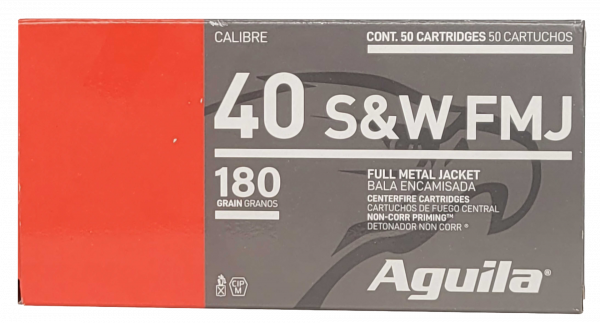 CALIBRE
CONT. 50 CARTRIDGES 50 CARTUCHOS
40 S&W FMJ
180
GRAIN GRANOS
FULL METAL JACKET
BALA ENCAMISADA
CENTERFIRE CARTRIDGES
CARTUCHOS DE FUEGO CENTRAL
NON-CORR PRIMING™
DETONADOR NON CORR ®
CIP
M
Aguila®